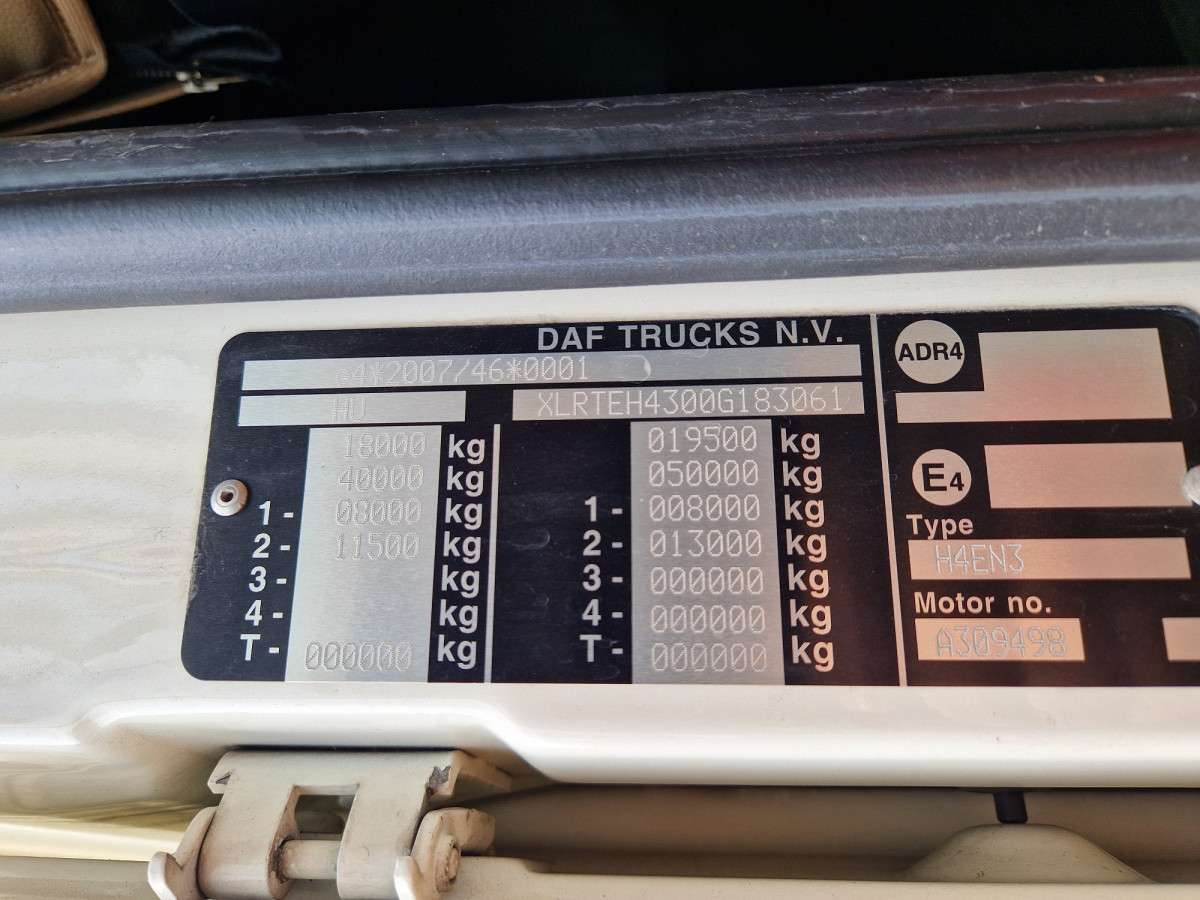 DAF TRUCKS N.V.
e4*2007/46*0001
HU XLRTEH4300G183061
18000 kg 019500 kg
40000 kg 050000 kg
1- 08000 kg 1- 008000 kg
2- 11500 kg 2- 013000 kg
3- kg 3- 000000 kg
4- kg 4- 000000 kg
T- 000000 kg T- 000000 kg
ADR4
E4
Type
H4EN3
Motor no.
A309498